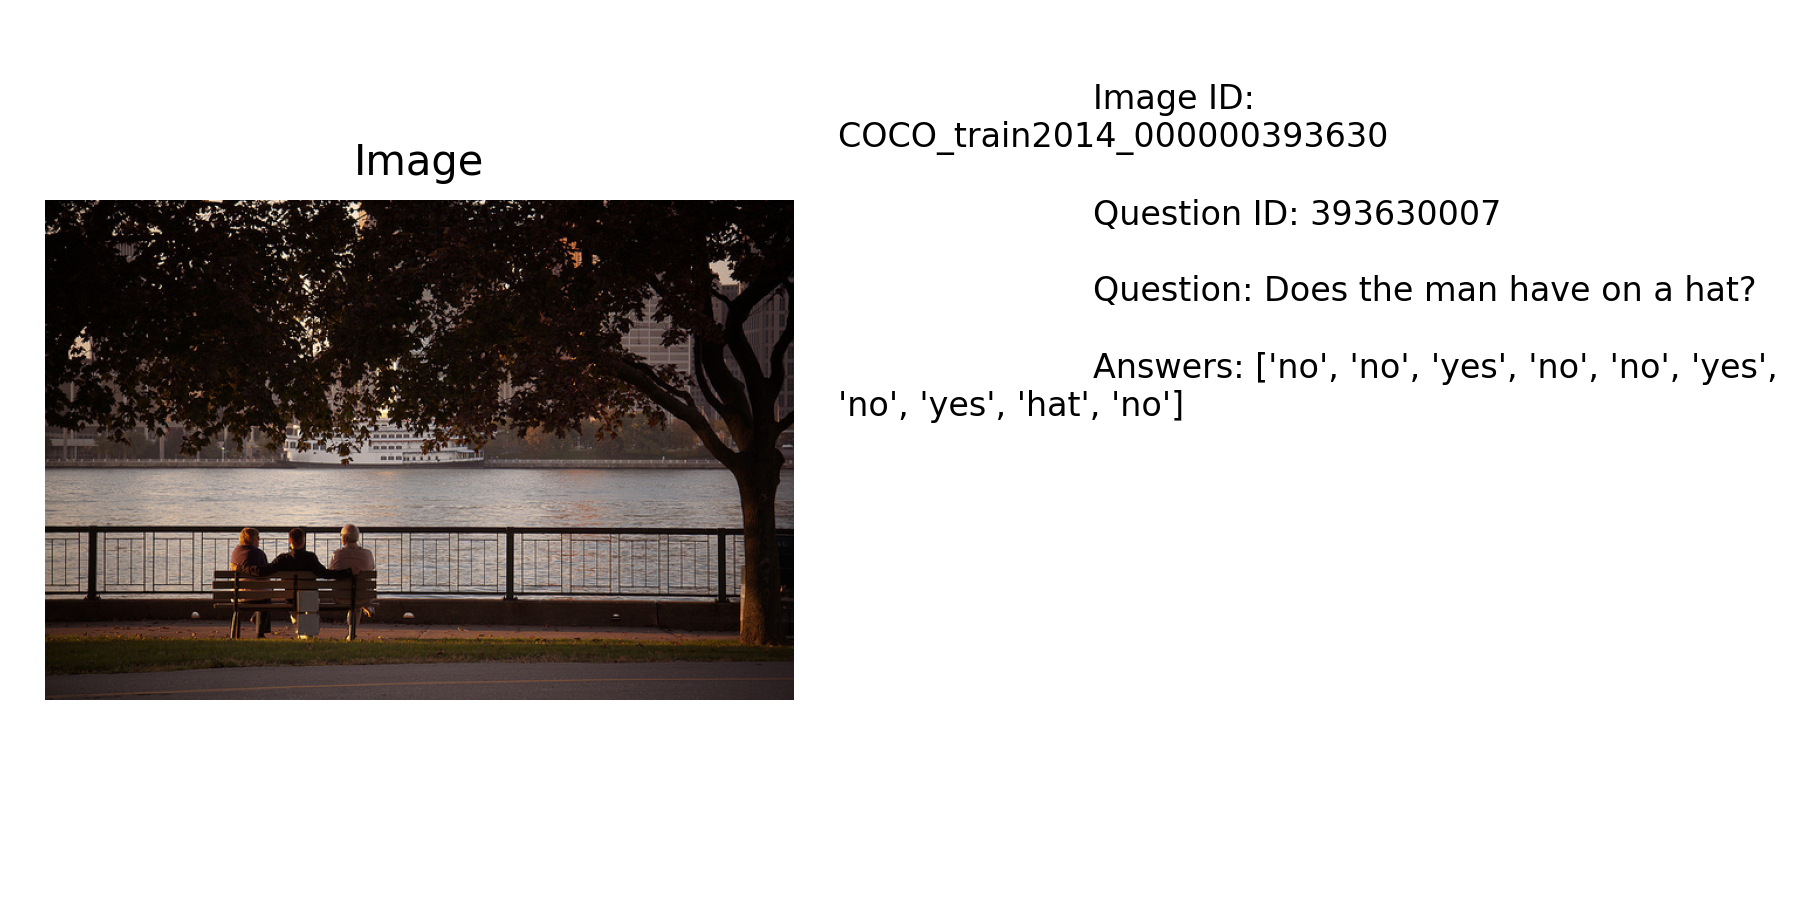 Image
Image ID:
COCO_train2014_000000393630
Question ID: 393630007
Question: Does the man have on a hat?
Answers: ['no', 'no', 'yes', 'no', 'no', 'yes',
'no', 'yes', 'hat', 'no']